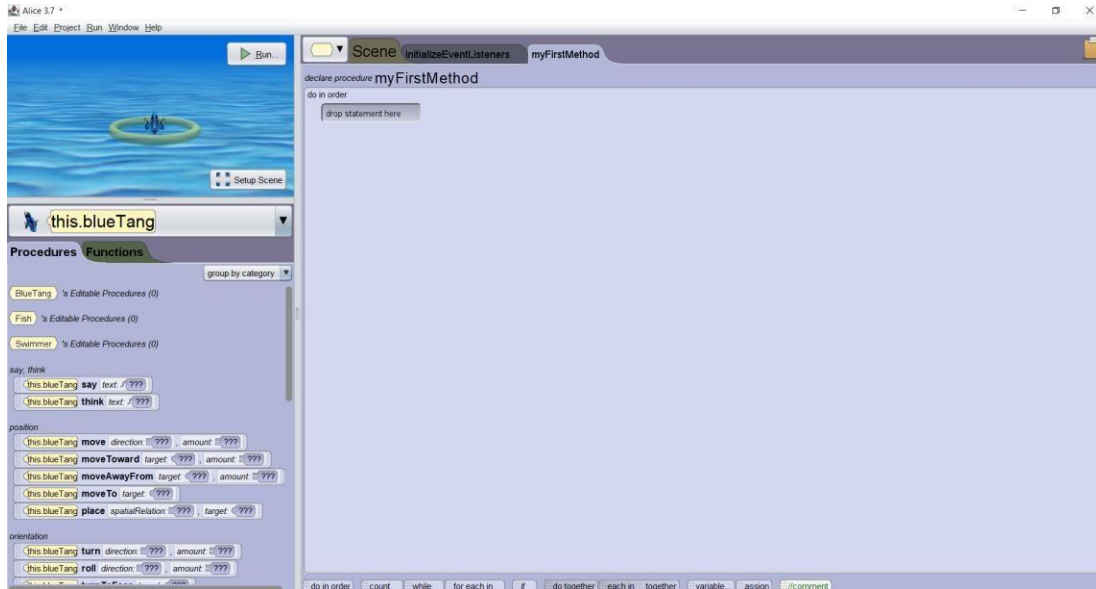 Alice 3.7 *
File Edit Project Run Window Help
Run...
Setup Scene
this.blueTang
Procedures Functions
group by category
BlueTang 's Editable Procedures (0)
Fish 's Editable Procedures (0)
Swimmer 's Editable Procedures (0)
say, think
this.blueTang say text: ???
this.blueTang think text: ???
position
this.blueTang move direction: ??? , amount: ???
this.blueTang moveToward target: ??? , amount: ???
this.blueTang moveAwayFrom target: ??? , amount: ???
this.blueTang moveTo target: ???
this.blueTang place spatialRelation: ??? , target: ???
orientation
this.blueTang turn direction: ??? , amount: ???
this.blueTang roll direction: ??? , amount: ???
Scene initializeEventListeners myFirstMethod
declare procedure myFirstMethod
do in order
drop statement here
do in order count while for each in if do together each in together variable... assign //comment